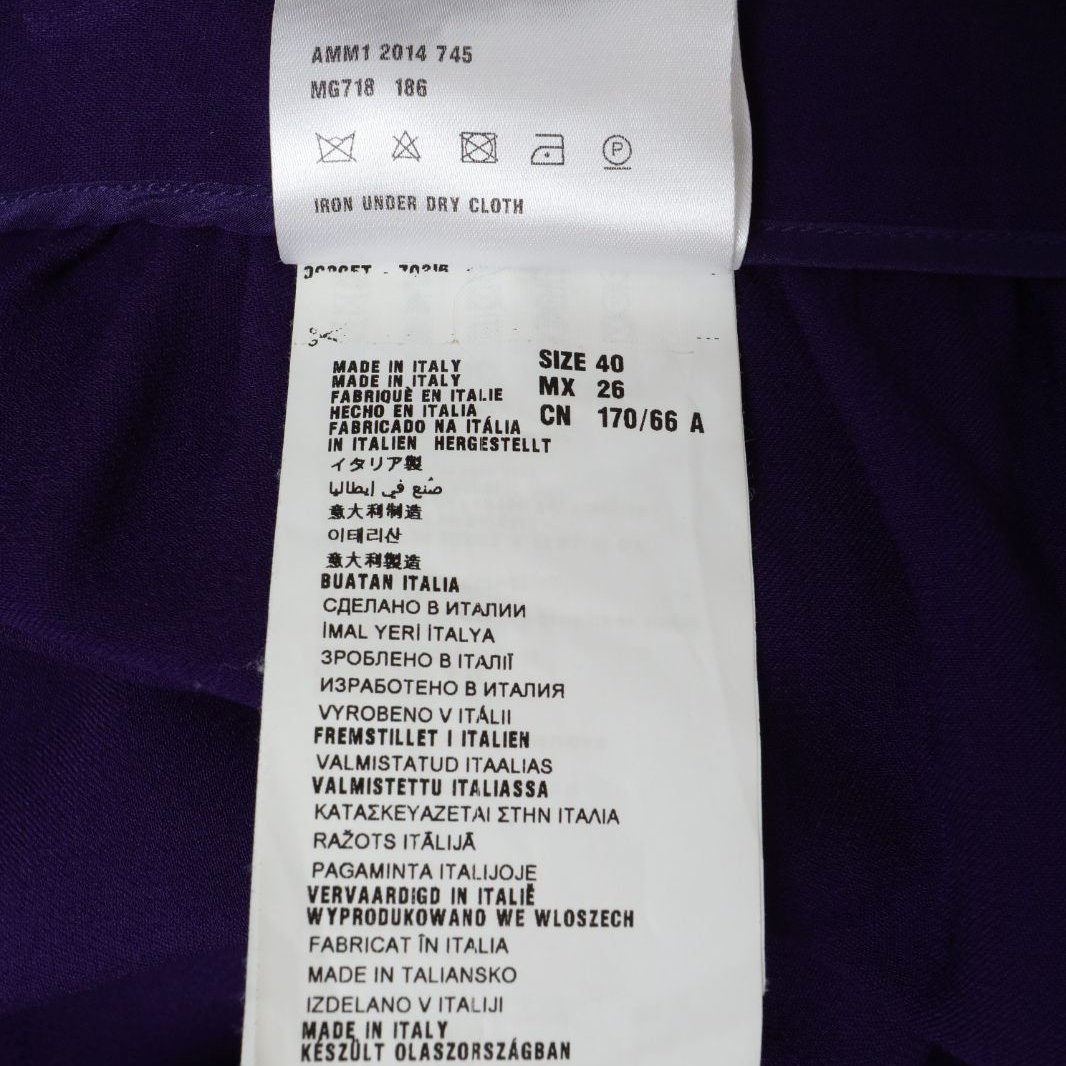 AMM1 2014 745
MG718 186
P
IRON UNDER DRY CLOTH
MADE IN ITALY
MADE IN ITALY
FABRIQUÈ EN ITALIE
HECHO EN ITALIA
FABRICADO NA ITÁLIA
IN ITALIEN HERGESTELLT
SIZE 40
MX 26
CN 170/66 A
イタリア製
صُنع في إيطاليا
意大利制造
이태리산
意大利製造
BUATAN ITALIA
СДЕЛАНО В ИТАЛИИ
İMAL YERİ İTALYA
ЗРОБЛЕНО В ІТАЛІЇ
ИЗРАБОТЕНО В ИТАЛИЯ
VYROBENO V ITÁLII
FREMSTILLET I ITALIEN
VALMISTATUD ITAALIAS
VALMISTETTU ITALIASSA
ΚΑΤΑΣΚΕΥΑΖΕΤΑΙ ΣΤΗΝ ΙΤΑΛΙΑ
RAŽOTS ITĀLIJĀ
PAGAMINTA ITALIJOJE
VERVAARDIGD IN ITALIË
WYPRODUKOWANO WE WLOSZECH
FABRICAT ÎN ITALIA
MADE IN TALIANSKO
IZDELANO V ITALIJI
MADE IN ITALY
KÉSZÜLT OLASZORSZÁGBAN